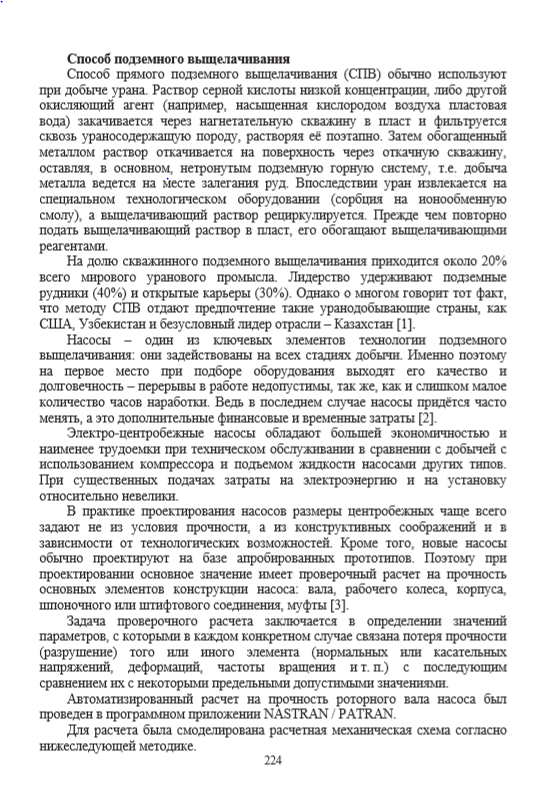 Способ подземного выщелачивания
Способ прямого подземного выщелачивания (СПВ) обычно используют
при добыче урана. Раствор серной кислоты низкой концентрации, либо другой
окисляющий агент (например, насыщенная кислородом воздуха пластовая
вода) закачивается через нагнетательную скважину в пласт и фильтруется
сквозь ураносодержащую породу, растворяя её поэтапно. Затем обогащенный
металлом раствор откачивается на поверхность через откачную скважину,
оставляя, в основном, нетронутым подземную горную систему, т.е. добыча
металла ведется на месте залегания руд. Впоследствии уран извлекается на
специальном технологическом оборудовании (сорбция на ионообменную
смолу), а выщелачивающий раствор рециркулируется. Прежде чем повторно
подать выщелачивающий раствор в пласт, его обогащают выщелачивающими
реагентами.
На долю скважинного подземного выщелачивания приходится около 20%
всего мирового уранового промысла. Лидерство удерживают подземные
рудники (40%) и открытые карьеры (30%). Однако о многом говорит тот факт,
что методу СПВ отдают предпочтение такие уранодобывающие страны, как
США, Узбекистан и безусловный лидер отрасли – Казахстан [1].
Насосы – один из ключевых элементов технологии подземного
выщелачивания: они задействованы на всех стадиях добычи. Именно поэтому
на первое место при подборе оборудования выходят его качество и
долговечность – перерывы в работе недопустимы, так же, как и слишком малое
количество часов наработки. Ведь в последнем случае насосы придётся часто
менять, а это дополнительные финансовые и временные затраты [2].
Электро-центробежные насосы обладают большей экономичностью и
наименее трудоемки при техническом обслуживании в сравнении с добычей с
использованием компрессора и подъемом жидкости насосами других типов.
При существенных подачах затраты на электроэнергию и на установку
относительно невелики.
В практике проектирования насосов размеры центробежных чаще всего
задают не из условия прочности, а из конструктивных соображений и в
зависимости от технологических возможностей. Кроме того, новые насосы
обычно проектируют на базе апробированных прототипов. Поэтому при
проектировании основное значение имеет проверочный расчет на прочность
основных элементов конструкции насоса: вала, рабочего колеса, корпуса,
шпоночного или штифтового соединения, муфты [3].
Задача проверочного расчета заключается в определении значений
параметров, с которыми в каждом конкретном случае связана потеря прочности
(разрушение) того или иного элемента (нормальных или касательных
напряжений, деформаций, частоты вращения и т. п.) с последующим
сравнением их с некоторыми предельными допустимыми значениями.
Автоматизированный расчет на прочность роторного вала насоса был
проведен в программном приложении NASTRAN / PATRAN.
Для расчета была смоделирована расчетная механическая схема согласно
нижеследующей методике.
224